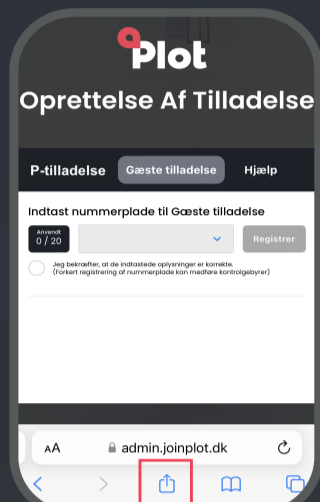 Plot
Oprettelse Af Tilladelse
P-tilladelse Gæste tilladelse Hjælp
Indtast nummerplade til Gæste tilladelse
Anvendt
0 / 20
Registrer
Jeg bekræfter, at de indtastede oplysninger er korrekte.
(Forkert registrering af nummerplade kan medføre kontrolgebyrer)
AA admin.joinplot.dk